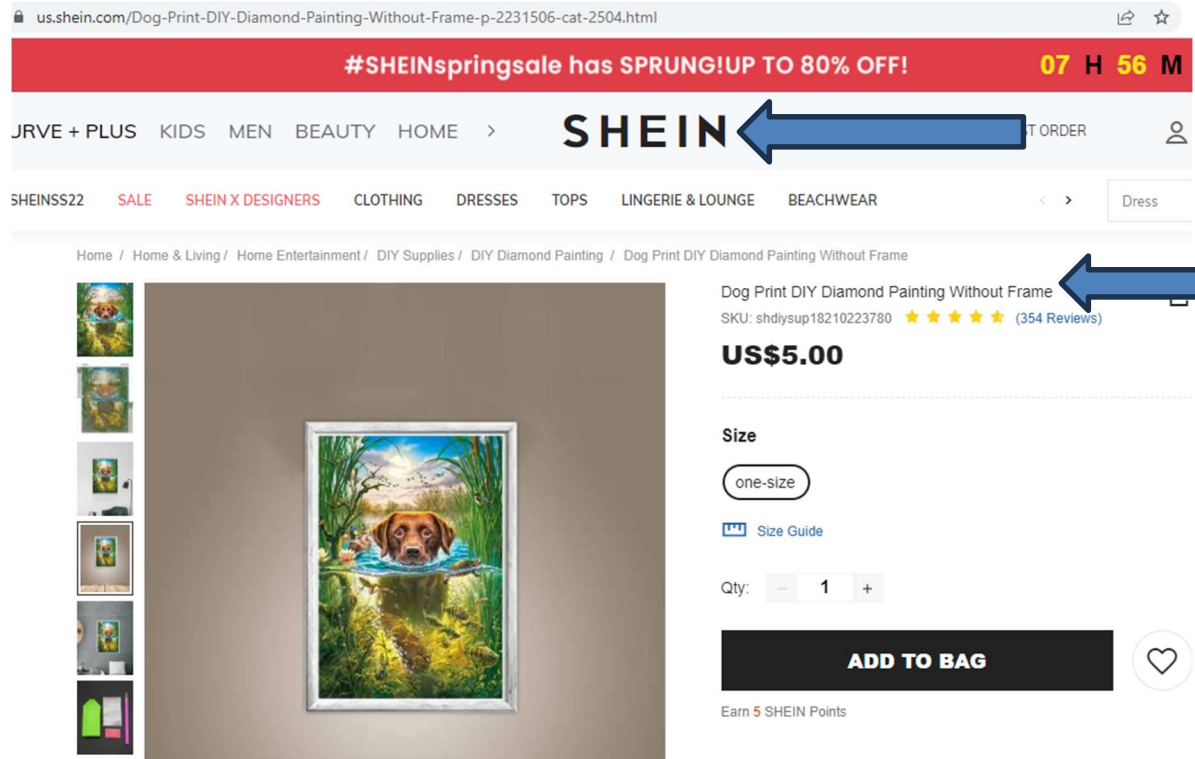 us.shein.com/Dog-Print-DIY-Diamond-Painting-Without-Frame-p-2231506-cat-2504.html
#SHEINspringsale has SPRUNG!UP TO 80% OFF! 07 H 56 M
URVE + PLUS KIDS MEN BEAUTY HOME > SHEIN ORDER
SHEINSS22 SALE SHEIN X DESIGNERS CLOTHING DRESSES TOPS LINGERIE & LOUNGE BEACHWEAR < > Dress
Home / Home & Living / Home Entertainment / DIY Supplies / DIY Diamond Painting / Dog Print DIY Diamond Painting Without Frame
Dog Print DIY Diamond Painting Without Frame
SKU: shdiysup18210223780 (354 Reviews)
US$5.00
Size
one-size
Size Guide
Qty: − 1 +
ADD TO BAG
Earn 5 SHEIN Points